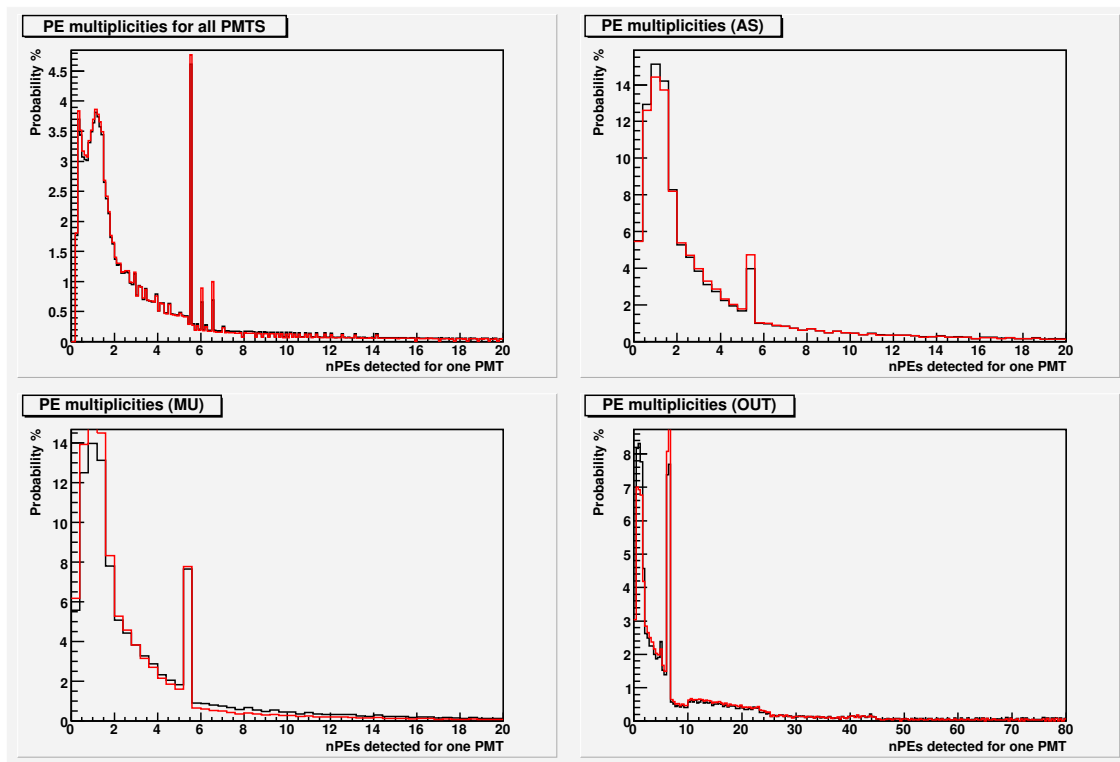 PE multiplicities for all PMTS
Probability %
4.5
4
3.5
3
2.5
2
1.5
1
0.5
0
0 2 4 6 8 10 12 14 16 18 20
nPEs detected for one PMT
PE multiplicities (AS)
Probability %
14
12
10
8
6
4
2
0
0 2 4 6 8 10 12 14 16 18 20
nPEs detected for one PMT
PE multiplicities (MU)
Probability %
14
12
10
8
6
4
2
0
0 2 4 6 8 10 12 14 16 18 20
nPEs detected for one PMT
PE multiplicities (OUT)
Probability %
8
7
6
5
4
3
2
1
0
0 10 20 30 40 50 60 70 80
nPEs detected for one PMT